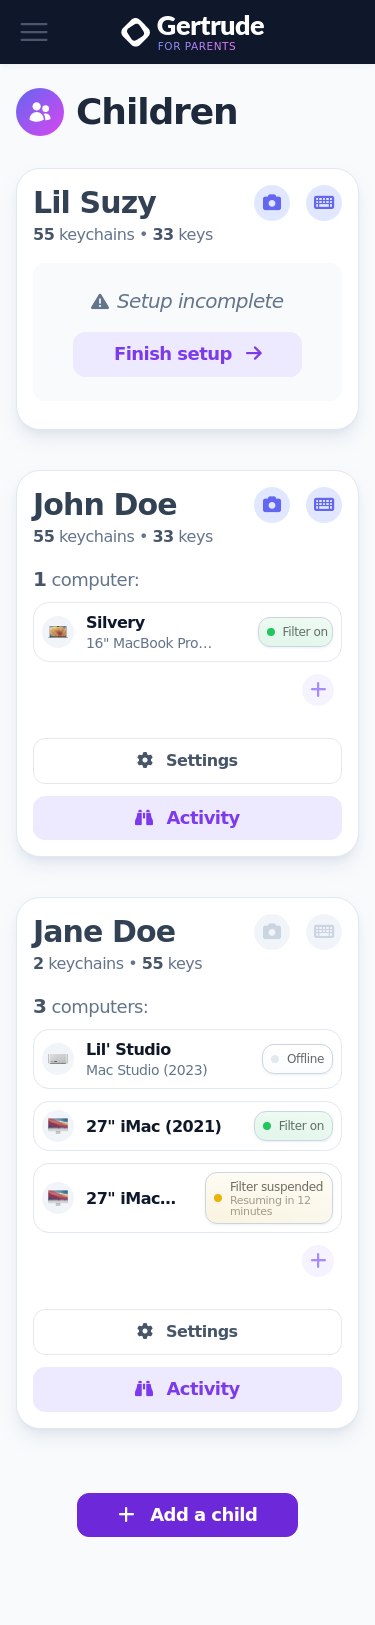 Gertrude
FOR PARENTS
Children
Lil Suzy
55 keychains • 33 keys
Setup incomplete
Finish setup →
John Doe
55 keychains • 33 keys
1 computer:
Silvery
16" MacBook Pro…
Filter on
Settings
Activity
Jane Doe
2 keychains • 55 keys
3 computers:
Lil' Studio
Mac Studio (2023)
Offline
27" iMac (2021)
Filter on
27" iMac…
Filter suspended
Resuming in 12
minutes
Settings
Activity
+ Add a child